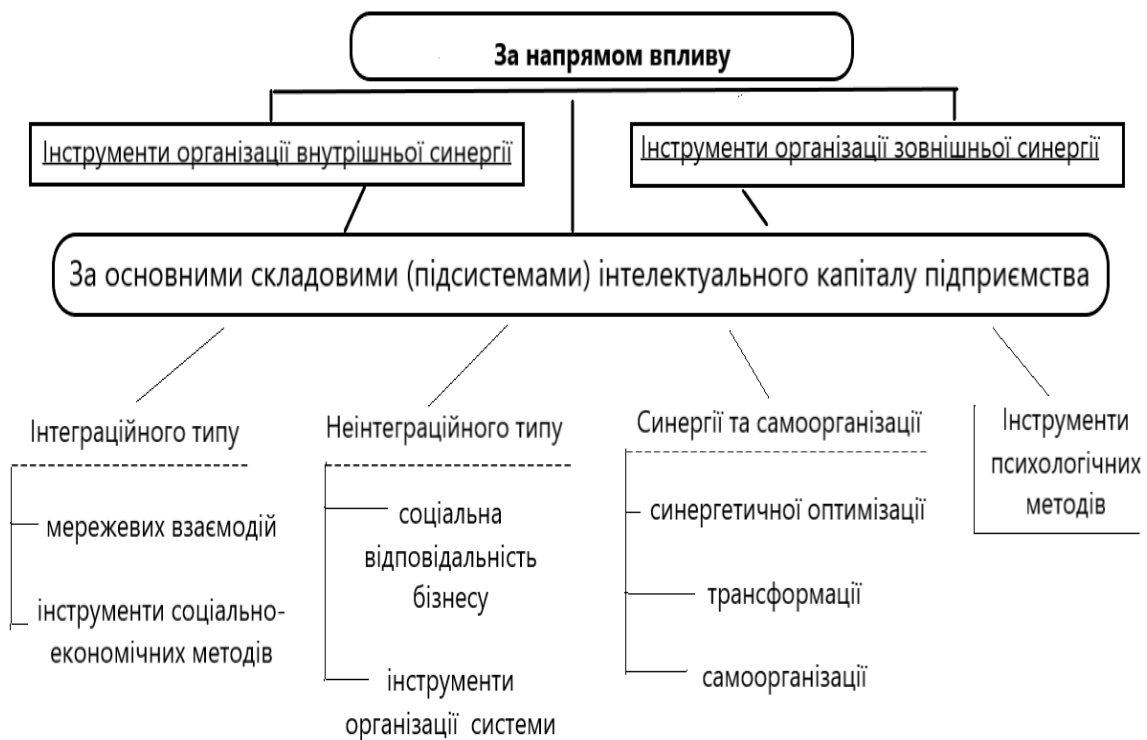 За напрямом впливу
Інструменти організації внутрішньої синергії
Інструменти організації зовнішньої синергії
За основними складовими (підсистемами) інтелектуального капіталу підприємства
Інтеграційного типу
мережевих взаємодій
інструменти соціально-
економічних методів
Неінтеграційного типу
соціальна
відповідальність
бізнесу
інструменти
організації системи
Синергії та самоорганізації
синергетичної оптимізації
трансформації
самоорганізації
Інструменти
психологічних
методів